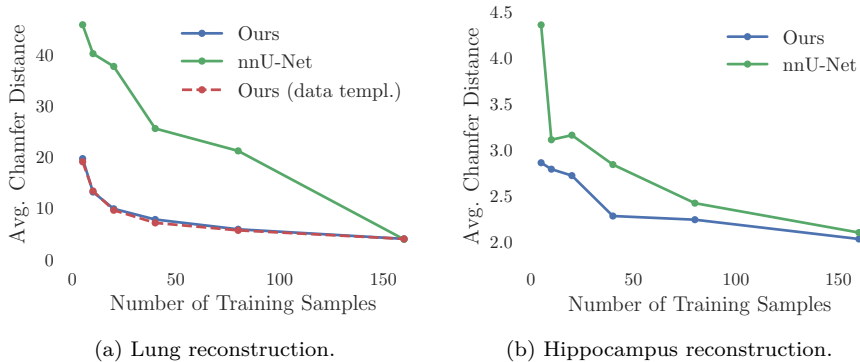 40
30
20
10
0
0
50
100
150
Avg. Chamfer Distance
Number of Training Samples
Ours
nnU-Net
Ours (data templ.)
(a) Lung reconstruction.
4.5
4.0
3.5
3.0
2.5
2.0
0
50
100
150
Avg. Chamfer Distance
Number of Training Samples
Ours
nnU-Net
(b) Hippocampus reconstruction.